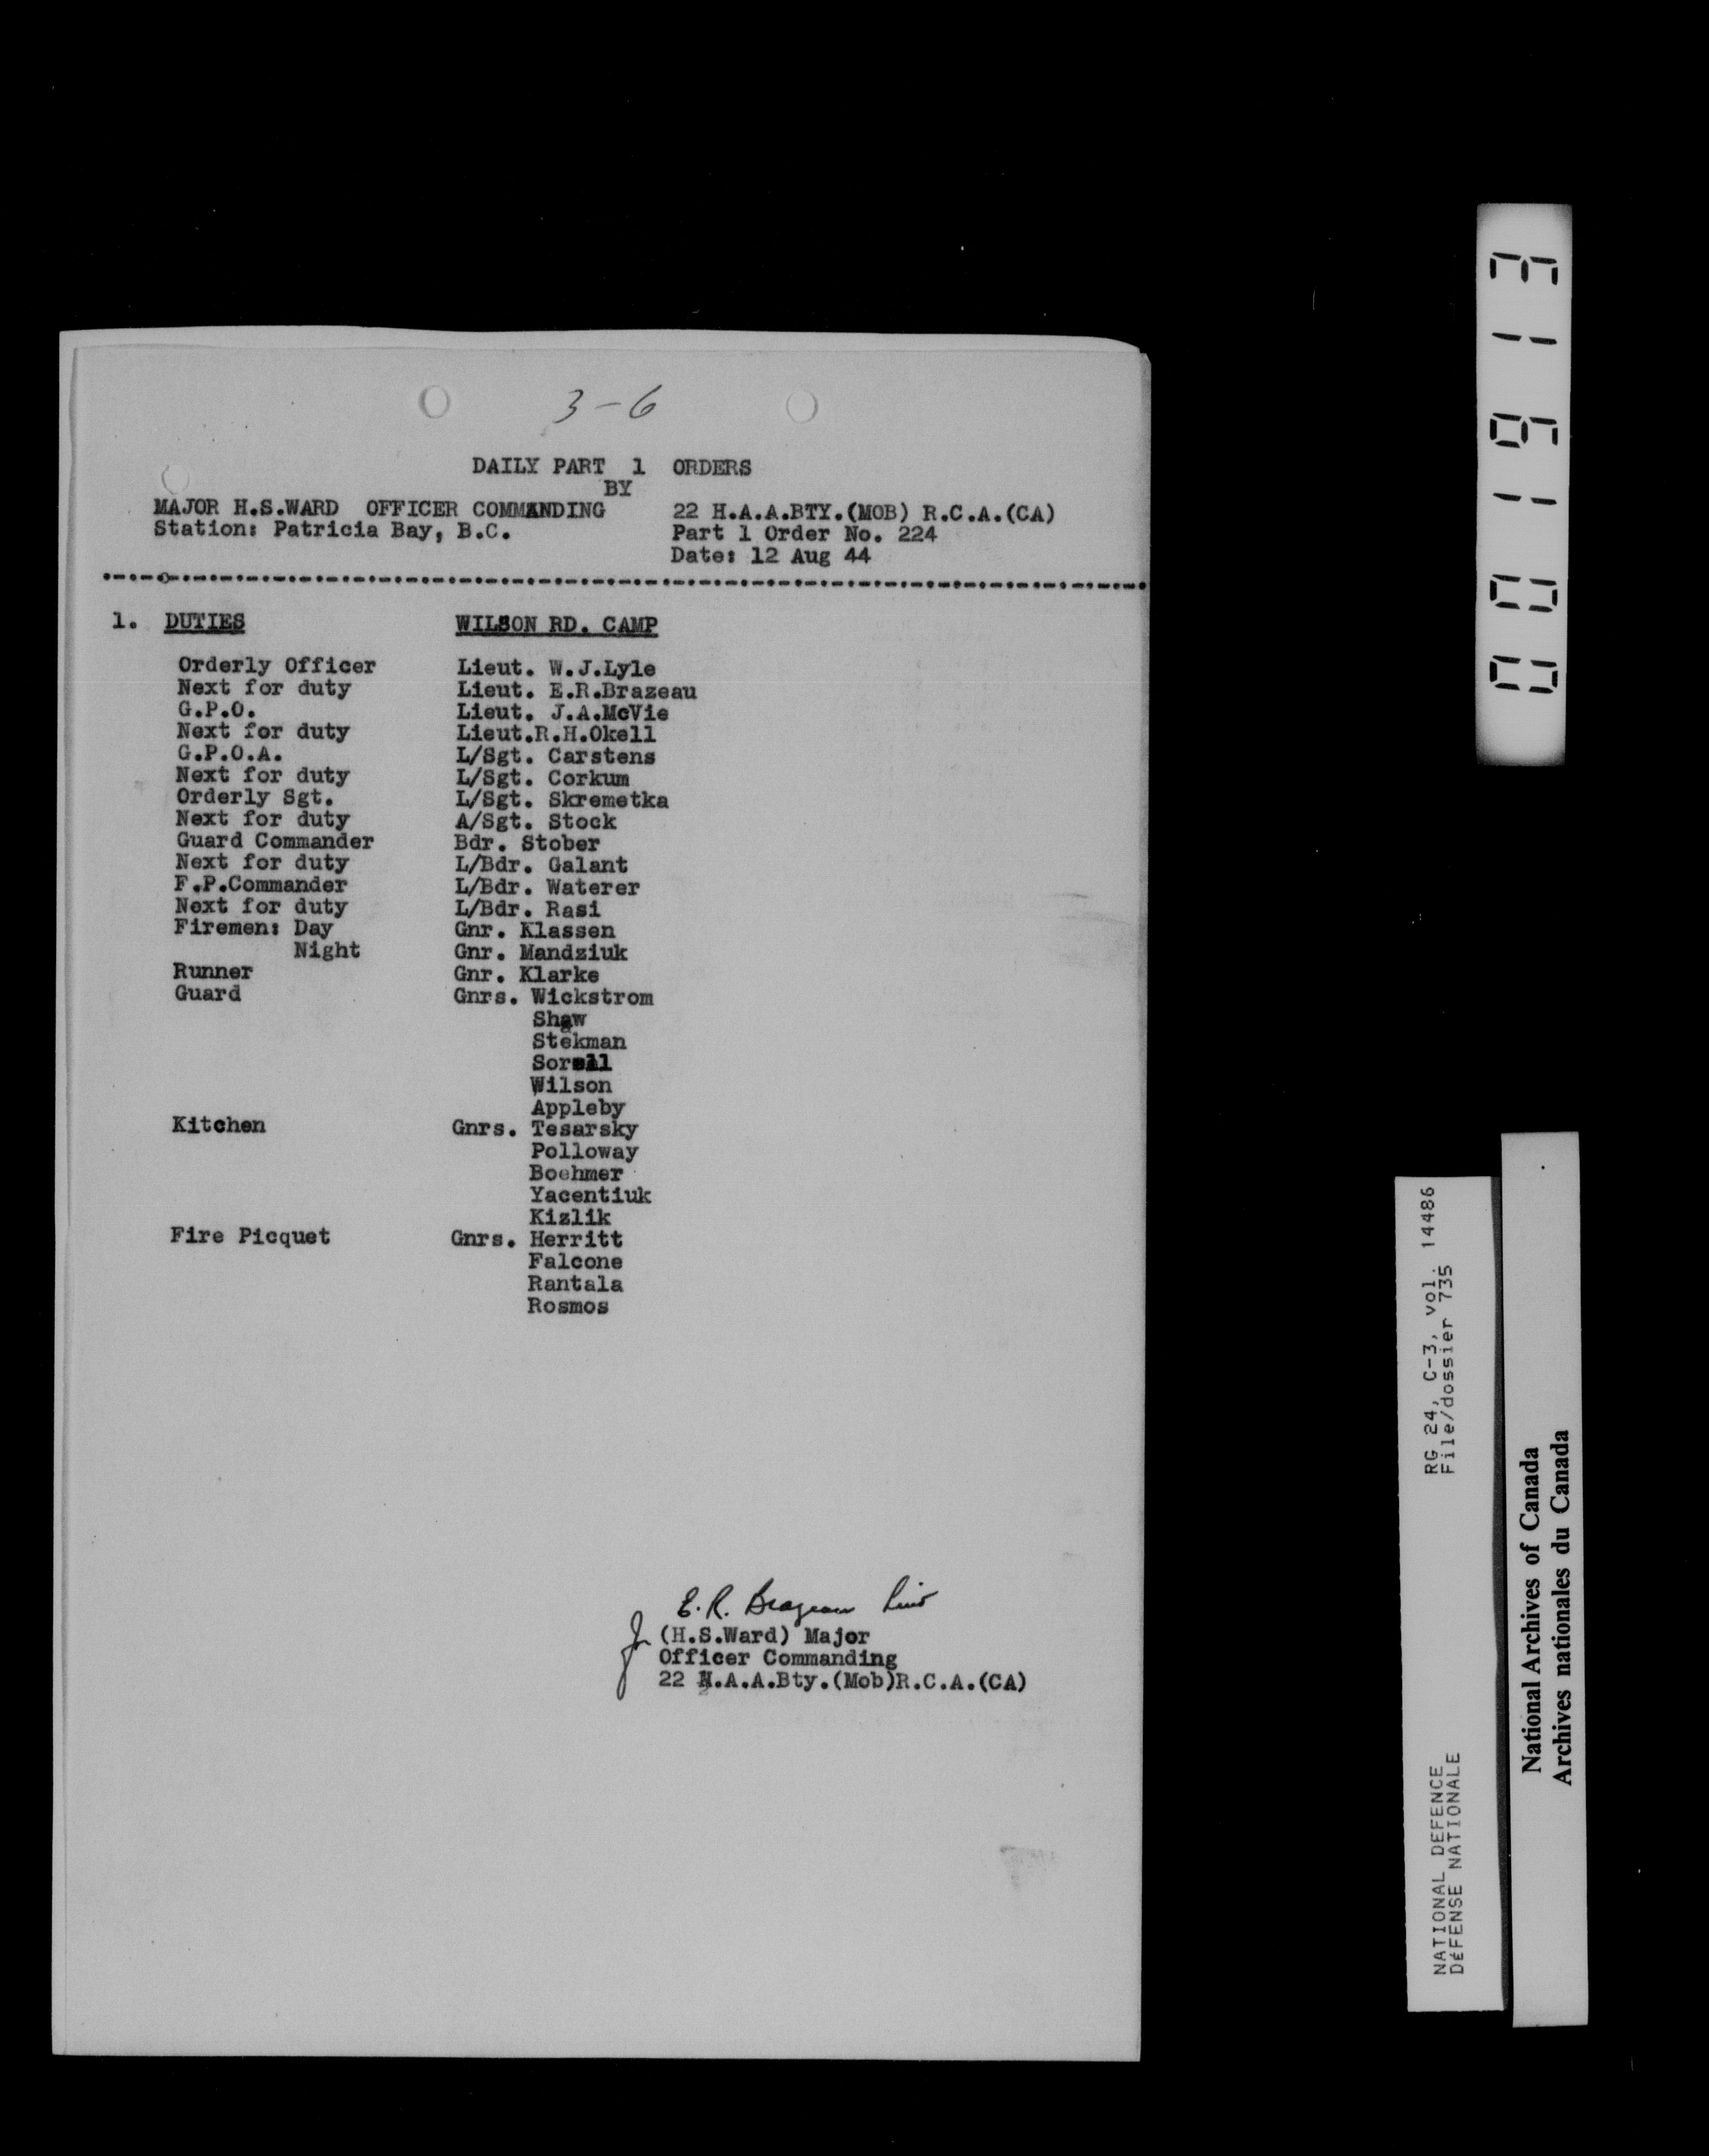 3-6
DAILY PART 1 ORDERS
BY
MAJOR H.S.WARD OFFICER COMMANDING 22 H.A.A.BTY.(MOB) R.C.A.(CA)
Station: Patricia Bay, B.C. Part 1 Order No. 224
Date: 12 Aug 44
1. DUTIES WILSON RD. CAMP
Orderly Officer Lieut. W.J.Lyle
Next for duty Lieut. E.R.Brazeau
G.P.O. Lieut. J.A.McVie
Next for duty Lieut.R.H.Okell
G.P.O.A. L/Sgt. Carstens
Next for duty L/Sgt. Corkum
Orderly Sgt. L/Sgt. Skremetka
Next for duty A/Sgt. Stock
Guard Commander Bdr. Stober
Next for duty L/Bdr. Galant
F.P.Commander L/Bdr. Waterer
Next for duty L/Bdr. Rasi
Firemen: Day Gnr. Klassen
Night Gnr. Mandziuk
Runner Gnr. Klarke
Guard Gnrs. Wickstrom
Shaw
Stekman
Wilson
Appleby
Kitchen Gnrs. Tesarsky
Polloway
Boehmer
Yacentiuk
Kizlik
Fire Picquet Gnrs. Herritt
Falcone
Rantala
Rosmos
E.R. Brazeau Lieut
for (H.S.Ward) Major
Officer Commanding
22 H.A.A.Bty.(Mob)R.C.A.(CA)
001913
RG 24, C-3, vol. 14486
File/dossier 735
NATIONAL DEFENCE
DÉFENSE NATIONALE
National Archives of Canada
Archives nationales du Canada